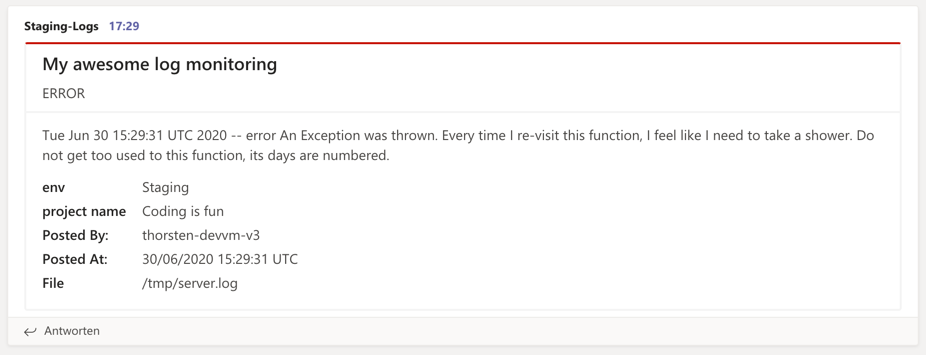 Staging-Logs 17:29
My awesome log monitoring
ERROR
Tue Jun 30 15:29:31 UTC 2020 -- error An Exception was thrown. Every time I re-visit this function, I feel like I need to take a shower. Do
not get too used to this function, its days are numbered.
env Staging
project name Coding is fun
Posted By: thorsten-devvm-v3
Posted At: 30/06/2020 15:29:31 UTC
File /tmp/server.log
Antworten